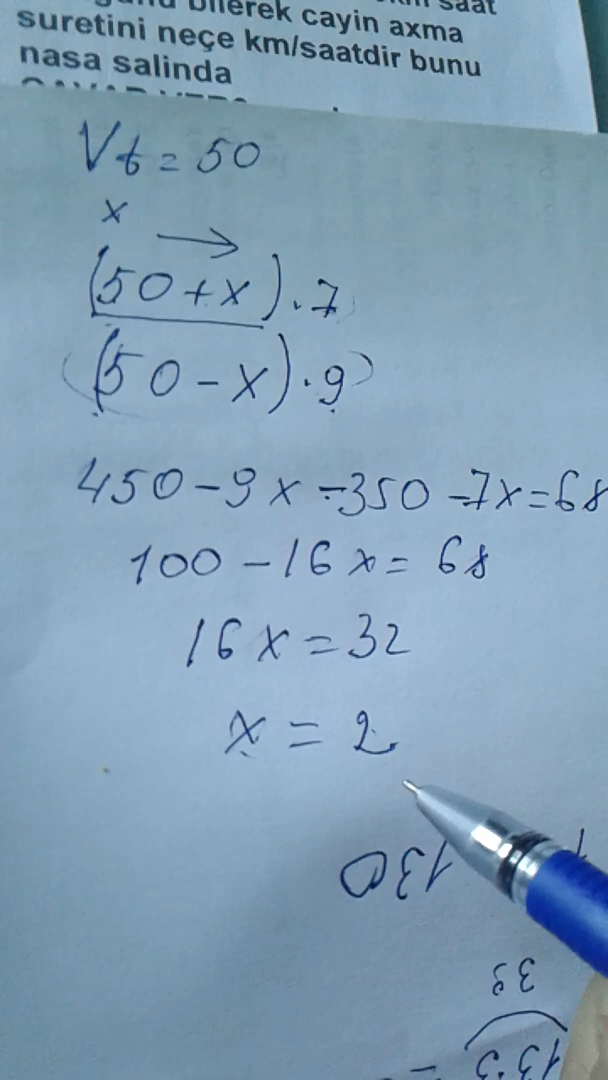 bilerek cayin axma
suretini neçe km/saatdir bunu
nasa salinda
Vt = 50
x
(50+x).7
(50-x).9
450-9x-350-7x=68
100-16x=68
16x=32
x=2
130
33